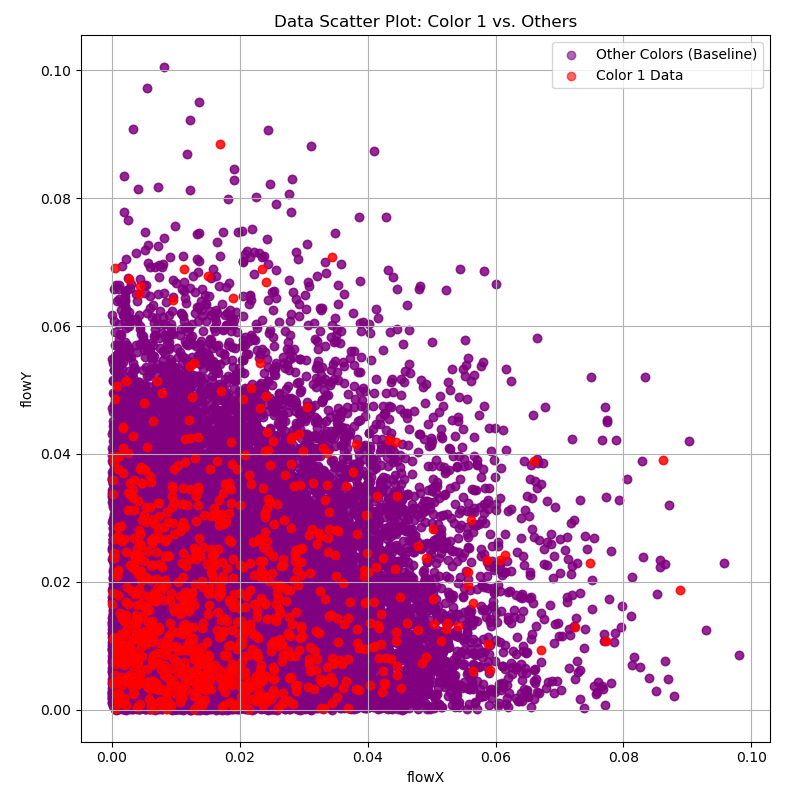 Data Scatter Plot: Color 1 vs. Others
Other Colors (Baseline)
Color 1 Data
0.10
0.08
0.06
0.04
0.02
0.00
flowY
0.00 0.02 0.04 0.06 0.08 0.10
flowX